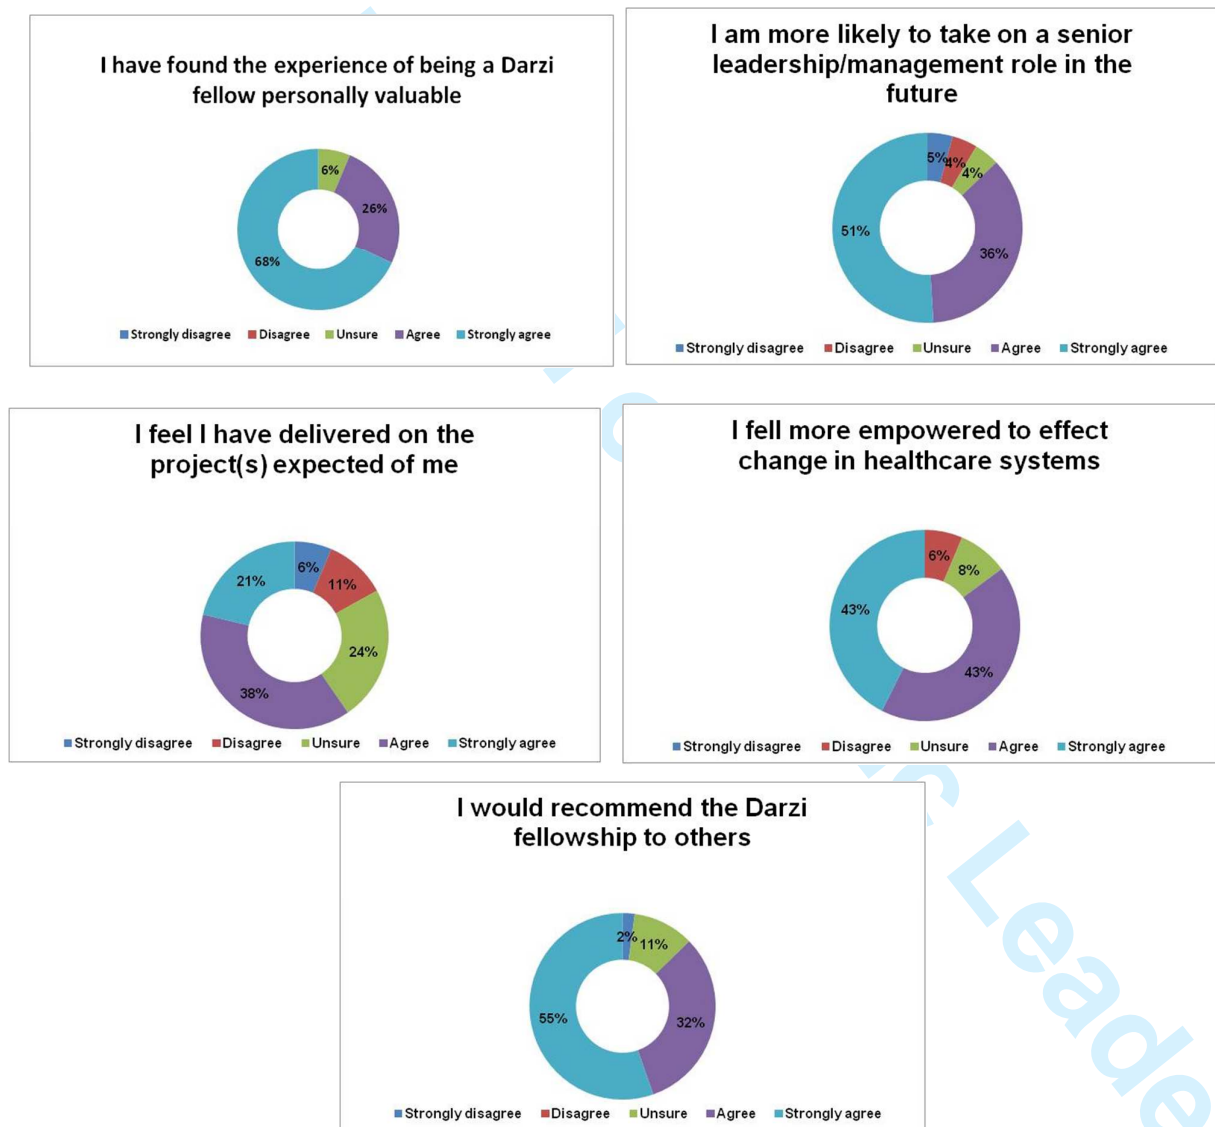 I have found the experience of being a Darzi
fellow personally valuable
6%
26%
68%
Strongly disagree Disagree Unsure Agree Strongly agree
I am more likely to take on a senior
leadership/management role in the
future
5%
4%
4%
36%
51%
Strongly disagree Disagree Unsure Agree Strongly agree
I feel I have delivered on the
project(s) expected of me
6%
11%
24%
38%
21%
Strongly disagree Disagree Unsure Agree Strongly agree
I fell more empowered to effect
change in healthcare systems
6%
8%
43%
43%
Strongly disagree Disagree Unsure Agree Strongly agree
I would recommend the Darzi
fellowship to others
2%
11%
32%
55%
Strongly disagree Disagree Unsure Agree Strongly agree
Leade